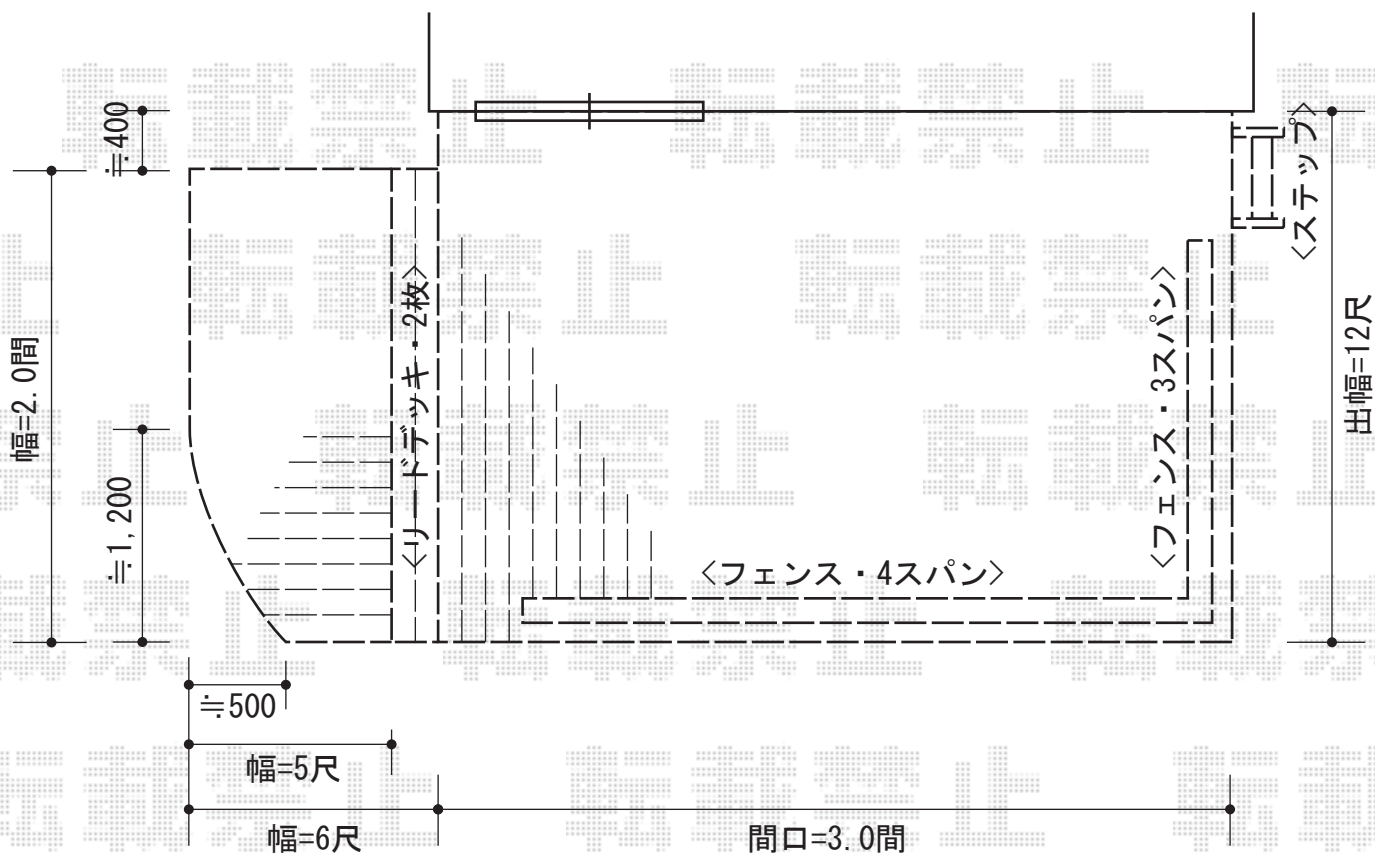 転載禁止
≒400
〈ステップ〉
幅=2.0間
〈リードデッキ・2枚〉
〈フェンス・3スパン〉
出幅=12尺
≒1,200
〈フェンス・4スパン〉
≒500
幅=5尺
幅=6尺
間口=3.0間